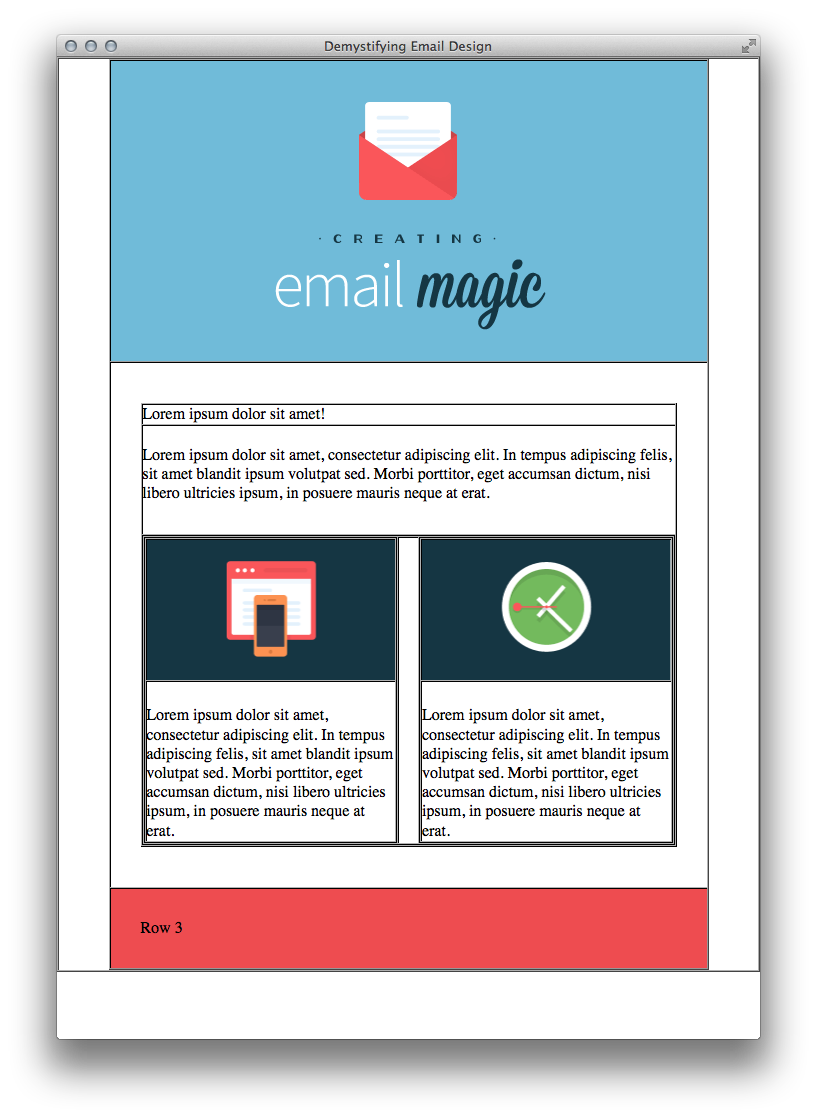 Demystifying Email Design
· CREATING ·
email magic
Lorem ipsum dolor sit amet!
Lorem ipsum dolor sit amet, consectetur adipiscing elit. In tempus adipiscing felis,
sit amet blandit ipsum volutpat sed. Morbi porttitor, eget accumsan dictum, nisi
libero ultricies ipsum, in posuere mauris neque at erat.
Lorem ipsum dolor sit amet,
consectetur adipiscing elit. In tempus
adipiscing felis, sit amet blandit ipsum
volutpat sed. Morbi porttitor, eget
accumsan dictum, nisi libero ultricies
ipsum, in posuere mauris neque at
erat.
Lorem ipsum dolor sit amet,
consectetur adipiscing elit. In tempus
adipiscing felis, sit amet blandit ipsum
volutpat sed. Morbi porttitor, eget
accumsan dictum, nisi libero ultricies
ipsum, in posuere mauris neque at
erat.
Row 3